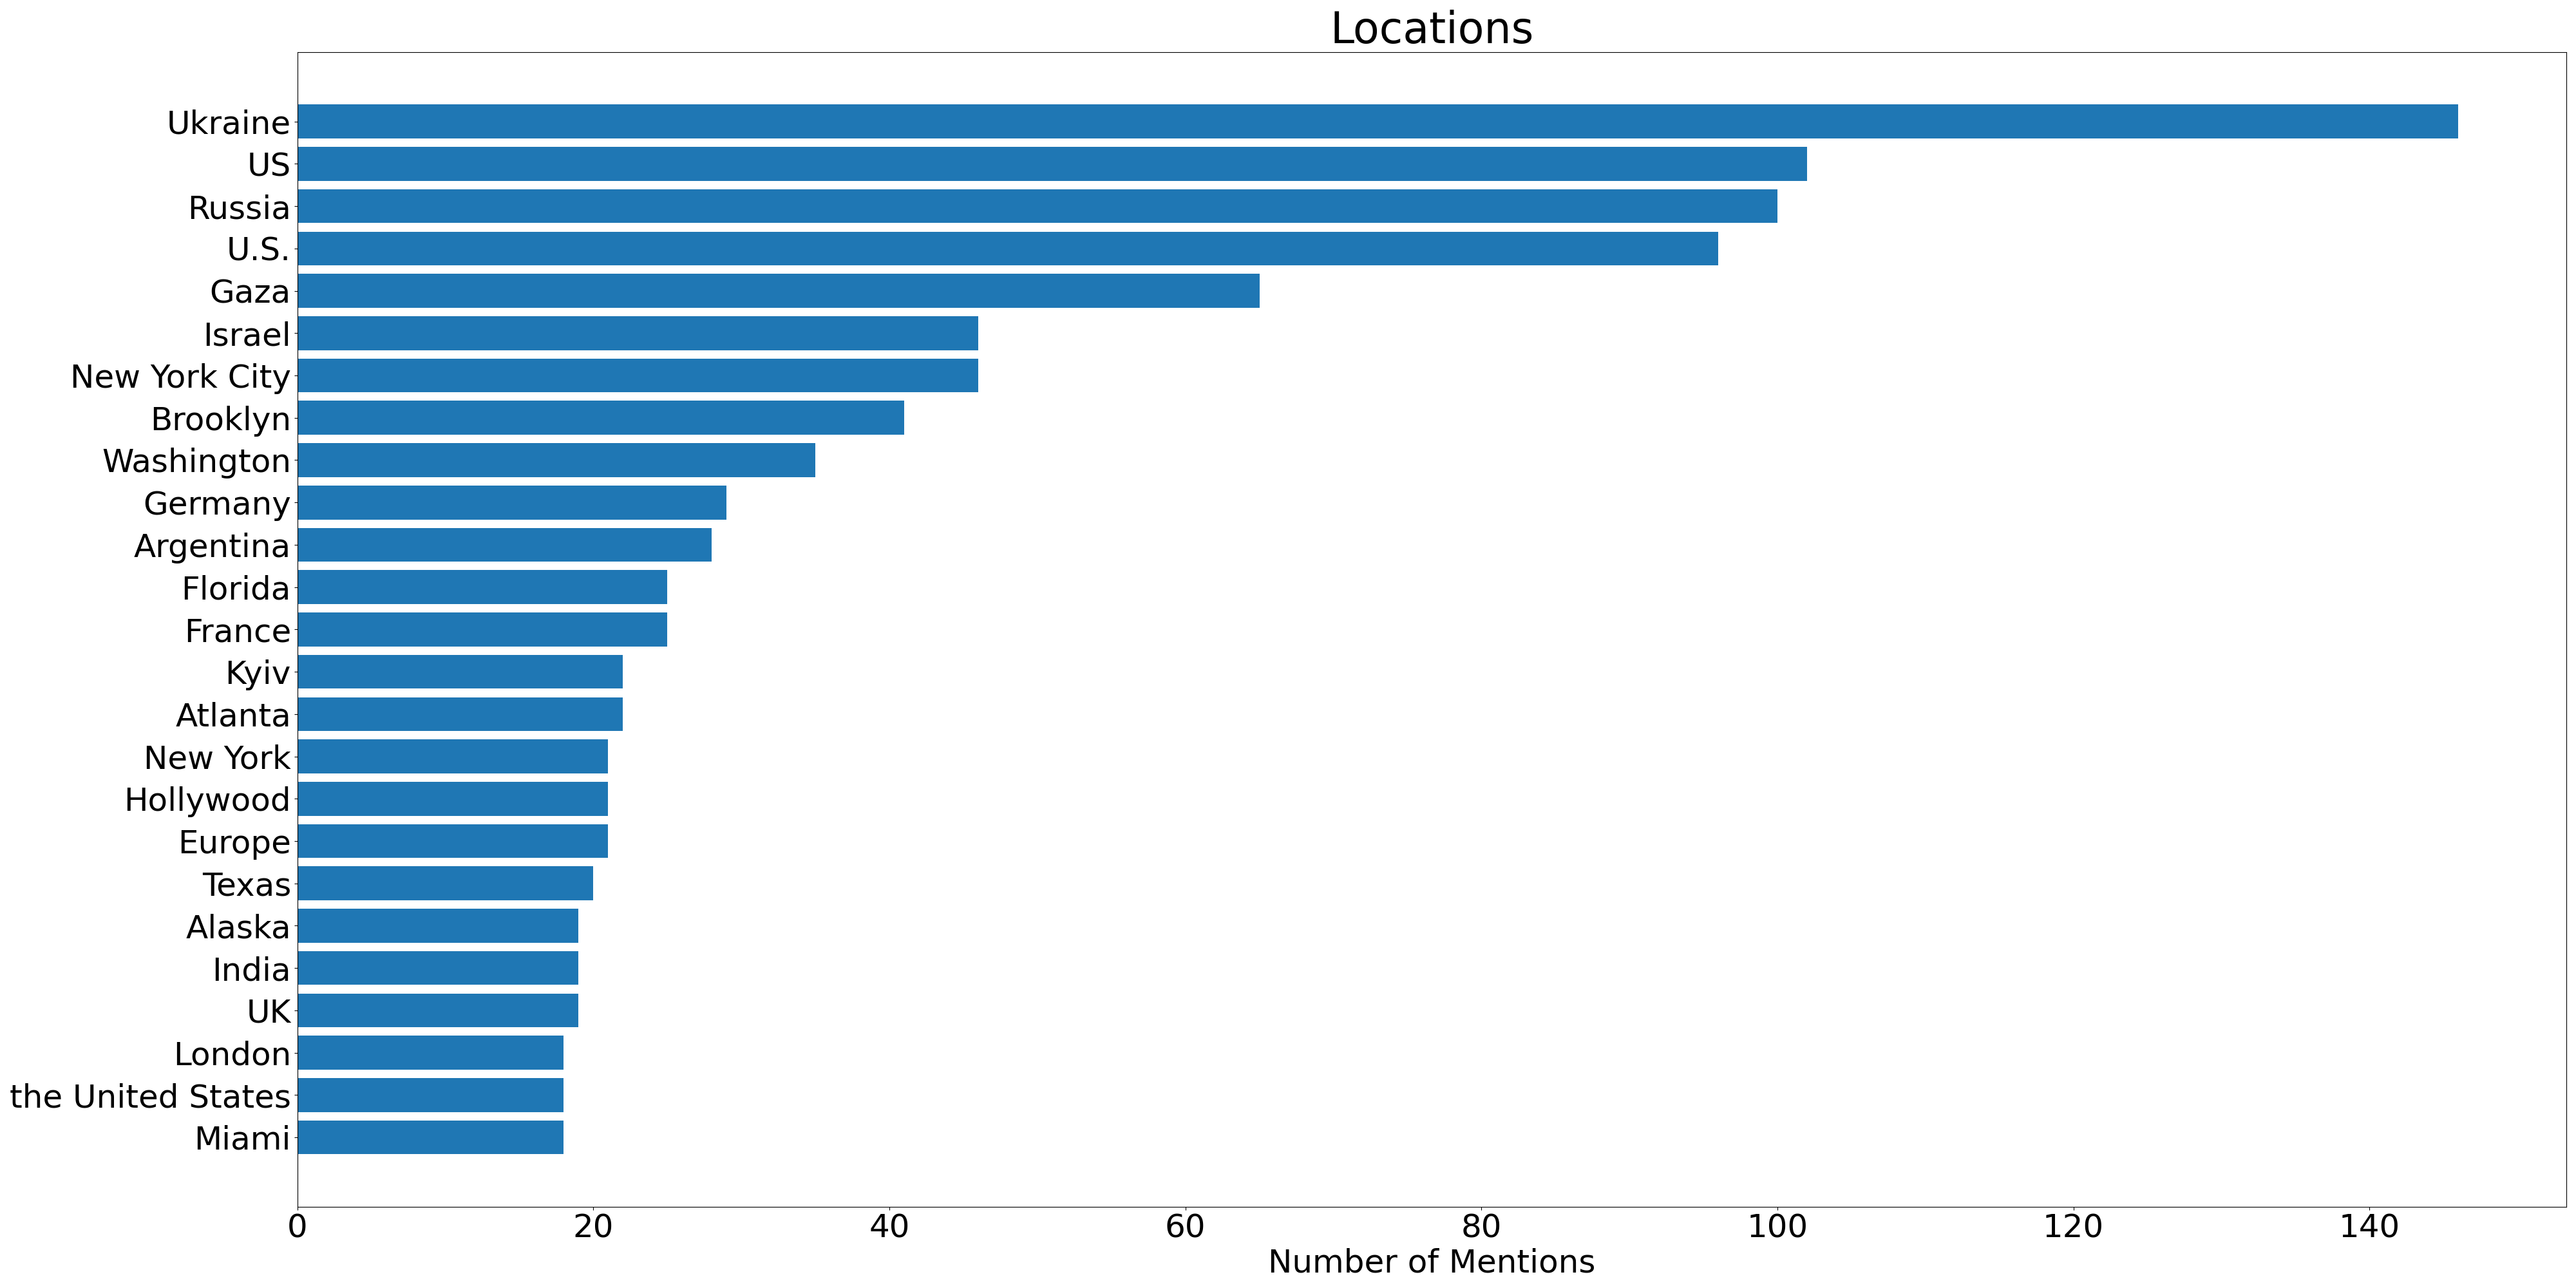 Locations
Ukraine
US
Russia
U.S.
Gaza
Israel
New York City
Brooklyn
Washington
Germany
Argentina
Florida
France
Kyiv
Atlanta
New York
Hollywood
Europe
Texas
Alaska
India
UK
London
the United States
Miami
0 20 40 60 80 100 120 140
Number of Mentions